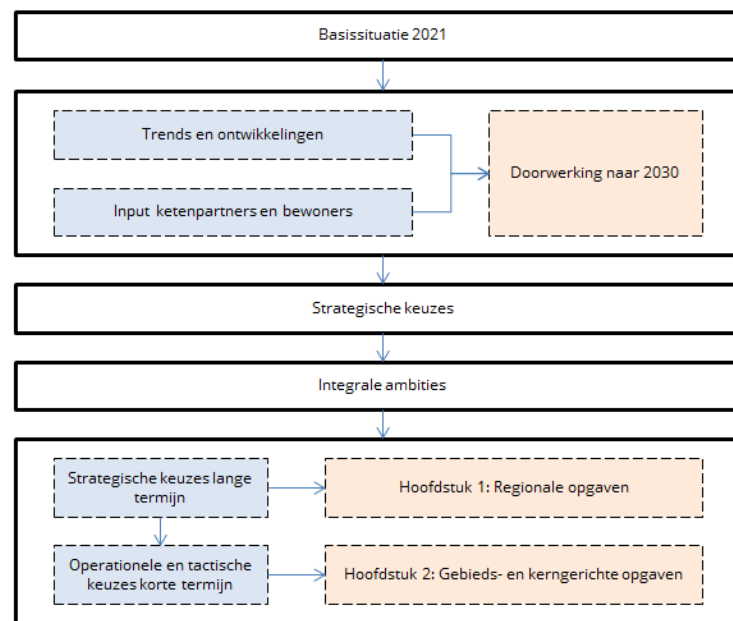 Basissituatie 2021
Trends en ontwikkelingen
Input ketenpartners en bewoners
Doorwerking naar 2030
Strategische keuzes
Integrale ambities
Strategische keuzes lange
termijn
Hoofdstuk 1: Regionale opgaven
Operationele en tactische
keuzes korte termijn
Hoofdstuk 2: Gebieds- en kerngerichte opgaven